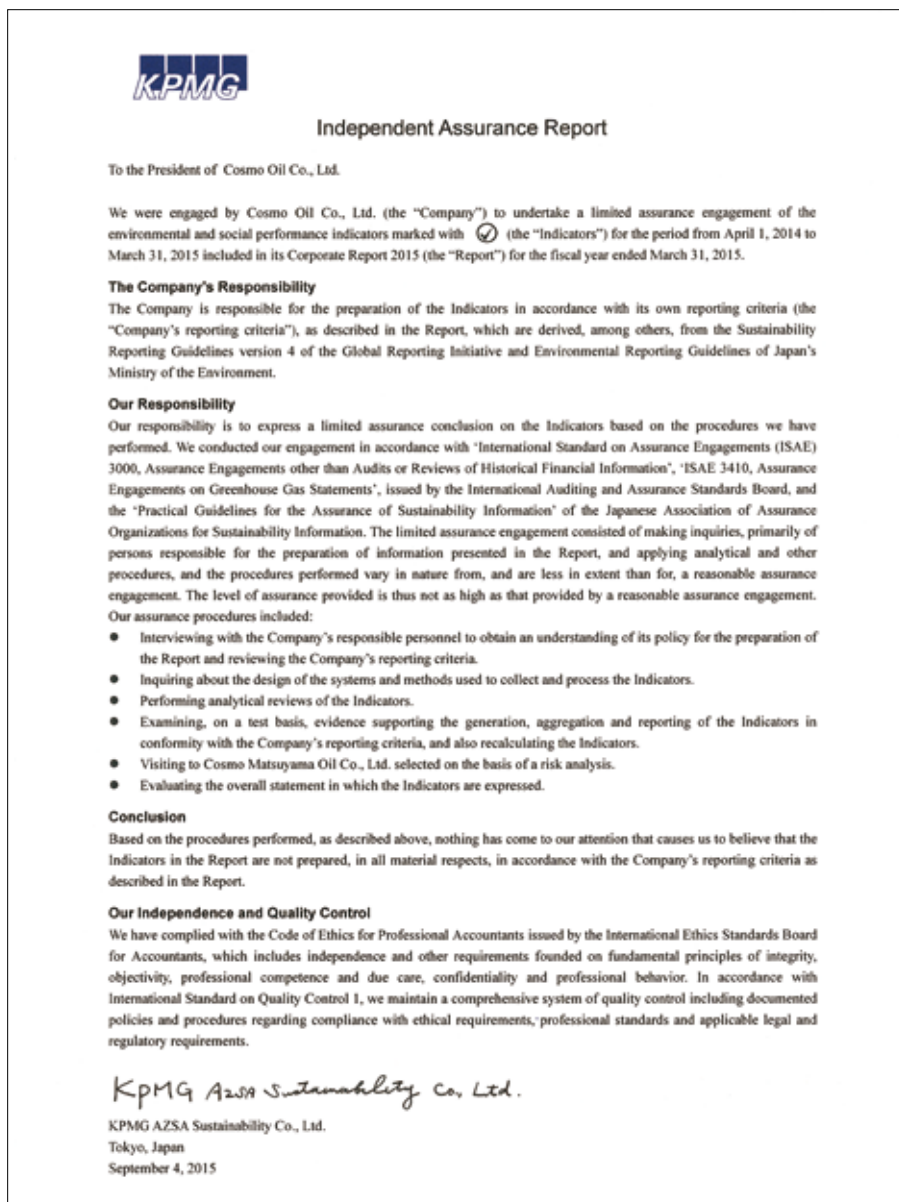 KPMG
Independent Assurance Report
To the President of Cosmo Oil Co., Ltd.
We were engaged by Cosmo Oil Co., Ltd. (the “Company”) to undertake a limited assurance engagement of the
environmental and social performance indicators marked with (the “Indicators”) for the period from April 1, 2014 to
March 31, 2015 included in its Corporate Report 2015 (the “Report”) for the fiscal year ended March 31, 2015.
The Company's Responsibility
The Company is responsible for the preparation of the Indicators in accordance with its own reporting criteria (the
“Company's reporting criteria”), as described in the Report, which are derived, among others, from the Sustainability
Reporting Guidelines version 4 of the Global Reporting Initiative and Environmental Reporting Guidelines of Japan's
Ministry of the Environment.
Our Responsibility
Our responsibility is to express a limited assurance conclusion on the Indicators based on the procedures we have
performed. We conducted our engagement in accordance with ‘International Standard on Assurance Engagements (ISAE)
3000, Assurance Engagements other than Audits or Reviews of Historical Financial Information’, ‘ISAE 3410, Assurance
Engagements on Greenhouse Gas Statements’, issued by the International Auditing and Assurance Standards Board, and
the ‘Practical Guidelines for the Assurance of Sustainability Information’ of the Japanese Association of Assurance
Organizations for Sustainability Information. The limited assurance engagement consisted of making inquiries, primarily of
persons responsible for the preparation of information presented in the Report, and applying analytical and other
procedures, and the procedures performed vary in nature from, and are less in extent than for, a reasonable assurance
engagement. The level of assurance provided is thus not as high as that provided by a reasonable assurance engagement.
Our assurance procedures included:
● Interviewing with the Company's responsible personnel to obtain an understanding of its policy for the preparation of
the Report and reviewing the Company's reporting criteria.
● Inquiring about the design of the systems and methods used to collect and process the Indicators.
● Performing analytical reviews of the Indicators.
● Examining, on a test basis, evidence supporting the generation, aggregation and reporting of the Indicators in
conformity with the Company's reporting criteria, and also recalculating the Indicators.
● Visiting to Cosmo Matsuyama Oil Co., Ltd. selected on the basis of a risk analysis.
● Evaluating the overall statement in which the Indicators are expressed.
Conclusion
Based on the procedures performed, as described above, nothing has come to our attention that causes us to believe that the
Indicators in the Report are not prepared, in all material respects, in accordance with the Company's reporting criteria as
described in the Report.
Our Independence and Quality Control
We have complied with the Code of Ethics for Professional Accountants issued by the International Ethics Standards Board
for Accountants, which includes independence and other requirements founded on fundamental principles of integrity,
objectivity, professional competence and due care, confidentiality and professional behavior. In accordance with
International Standard on Quality Control 1, we maintain a comprehensive system of quality control including documented
policies and procedures regarding compliance with ethical requirements, professional standards and applicable legal and
regulatory requirements.
KPMG AZSA Sustainability Co., Ltd.
KPMG AZSA Sustainability Co., Ltd.
Tokyo, Japan
September 4, 2015